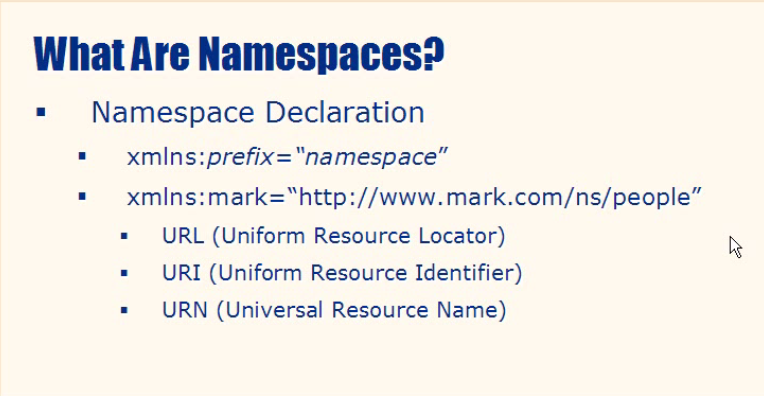 What Are Namespaces?
Namespace Declaration
xmlns:prefix=“namespace”
xmlns:mark=“http://www.mark.com/ns/people”
URL (Uniform Resource Locator)
URI (Uniform Resource Identifier)
URN (Universal Resource Name)